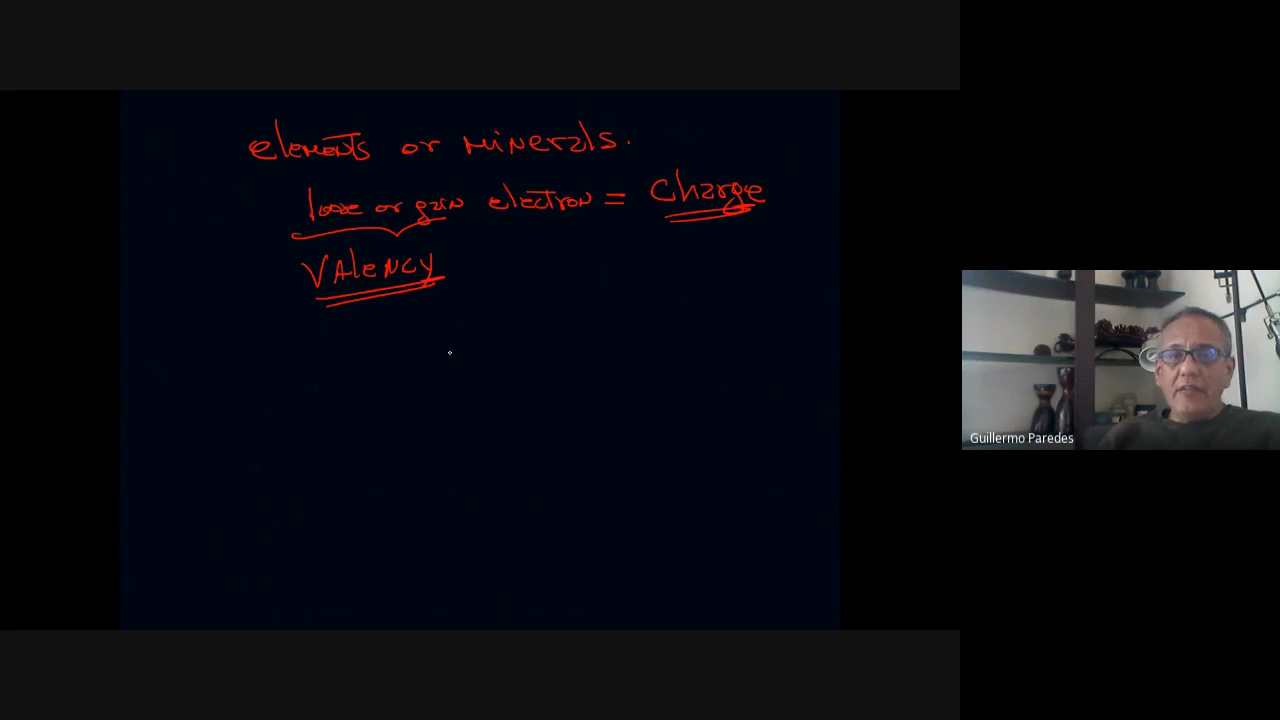 elements or minerals.
loose or gain electron = Charge
VAleNcy
Guillermo Paredes